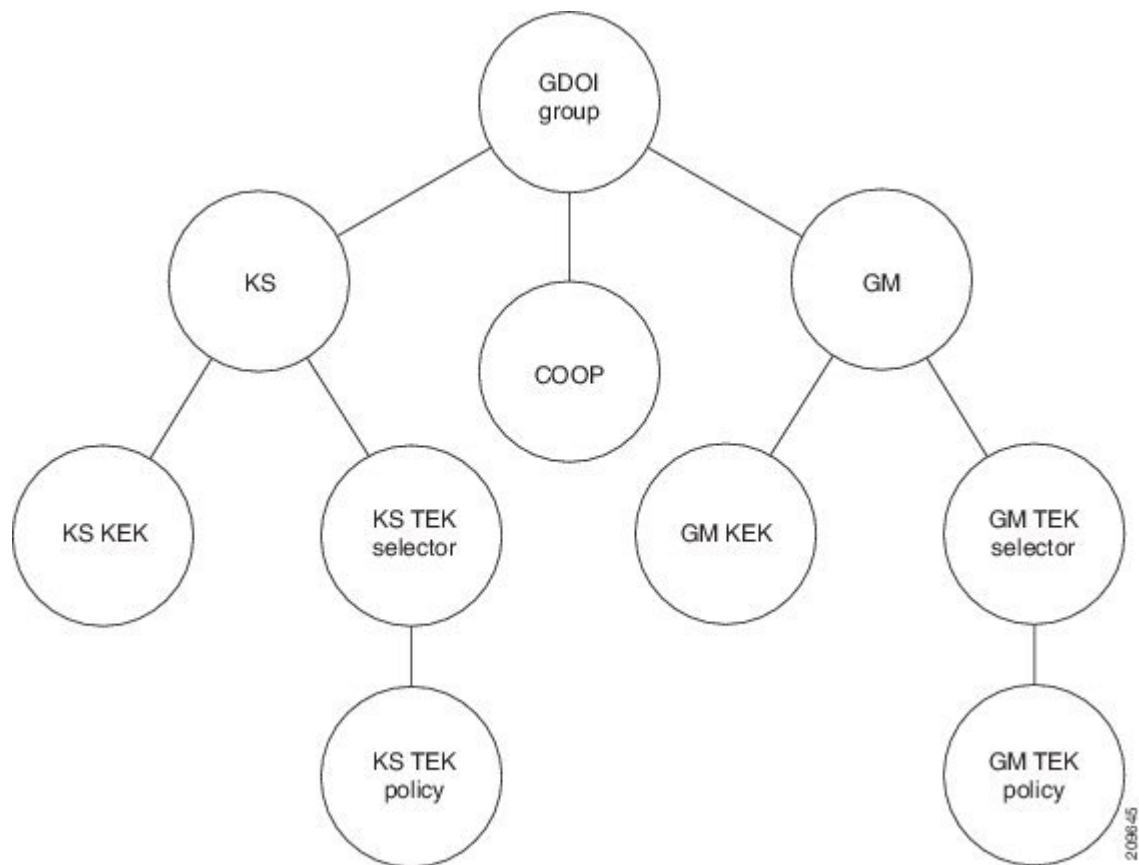 GDOI
group
KS
GM
COOP
KS KEK
KS TEK
selector
GM KEK
GM TEK
selector
KS TEK
policy
GM TEK
policy
209645